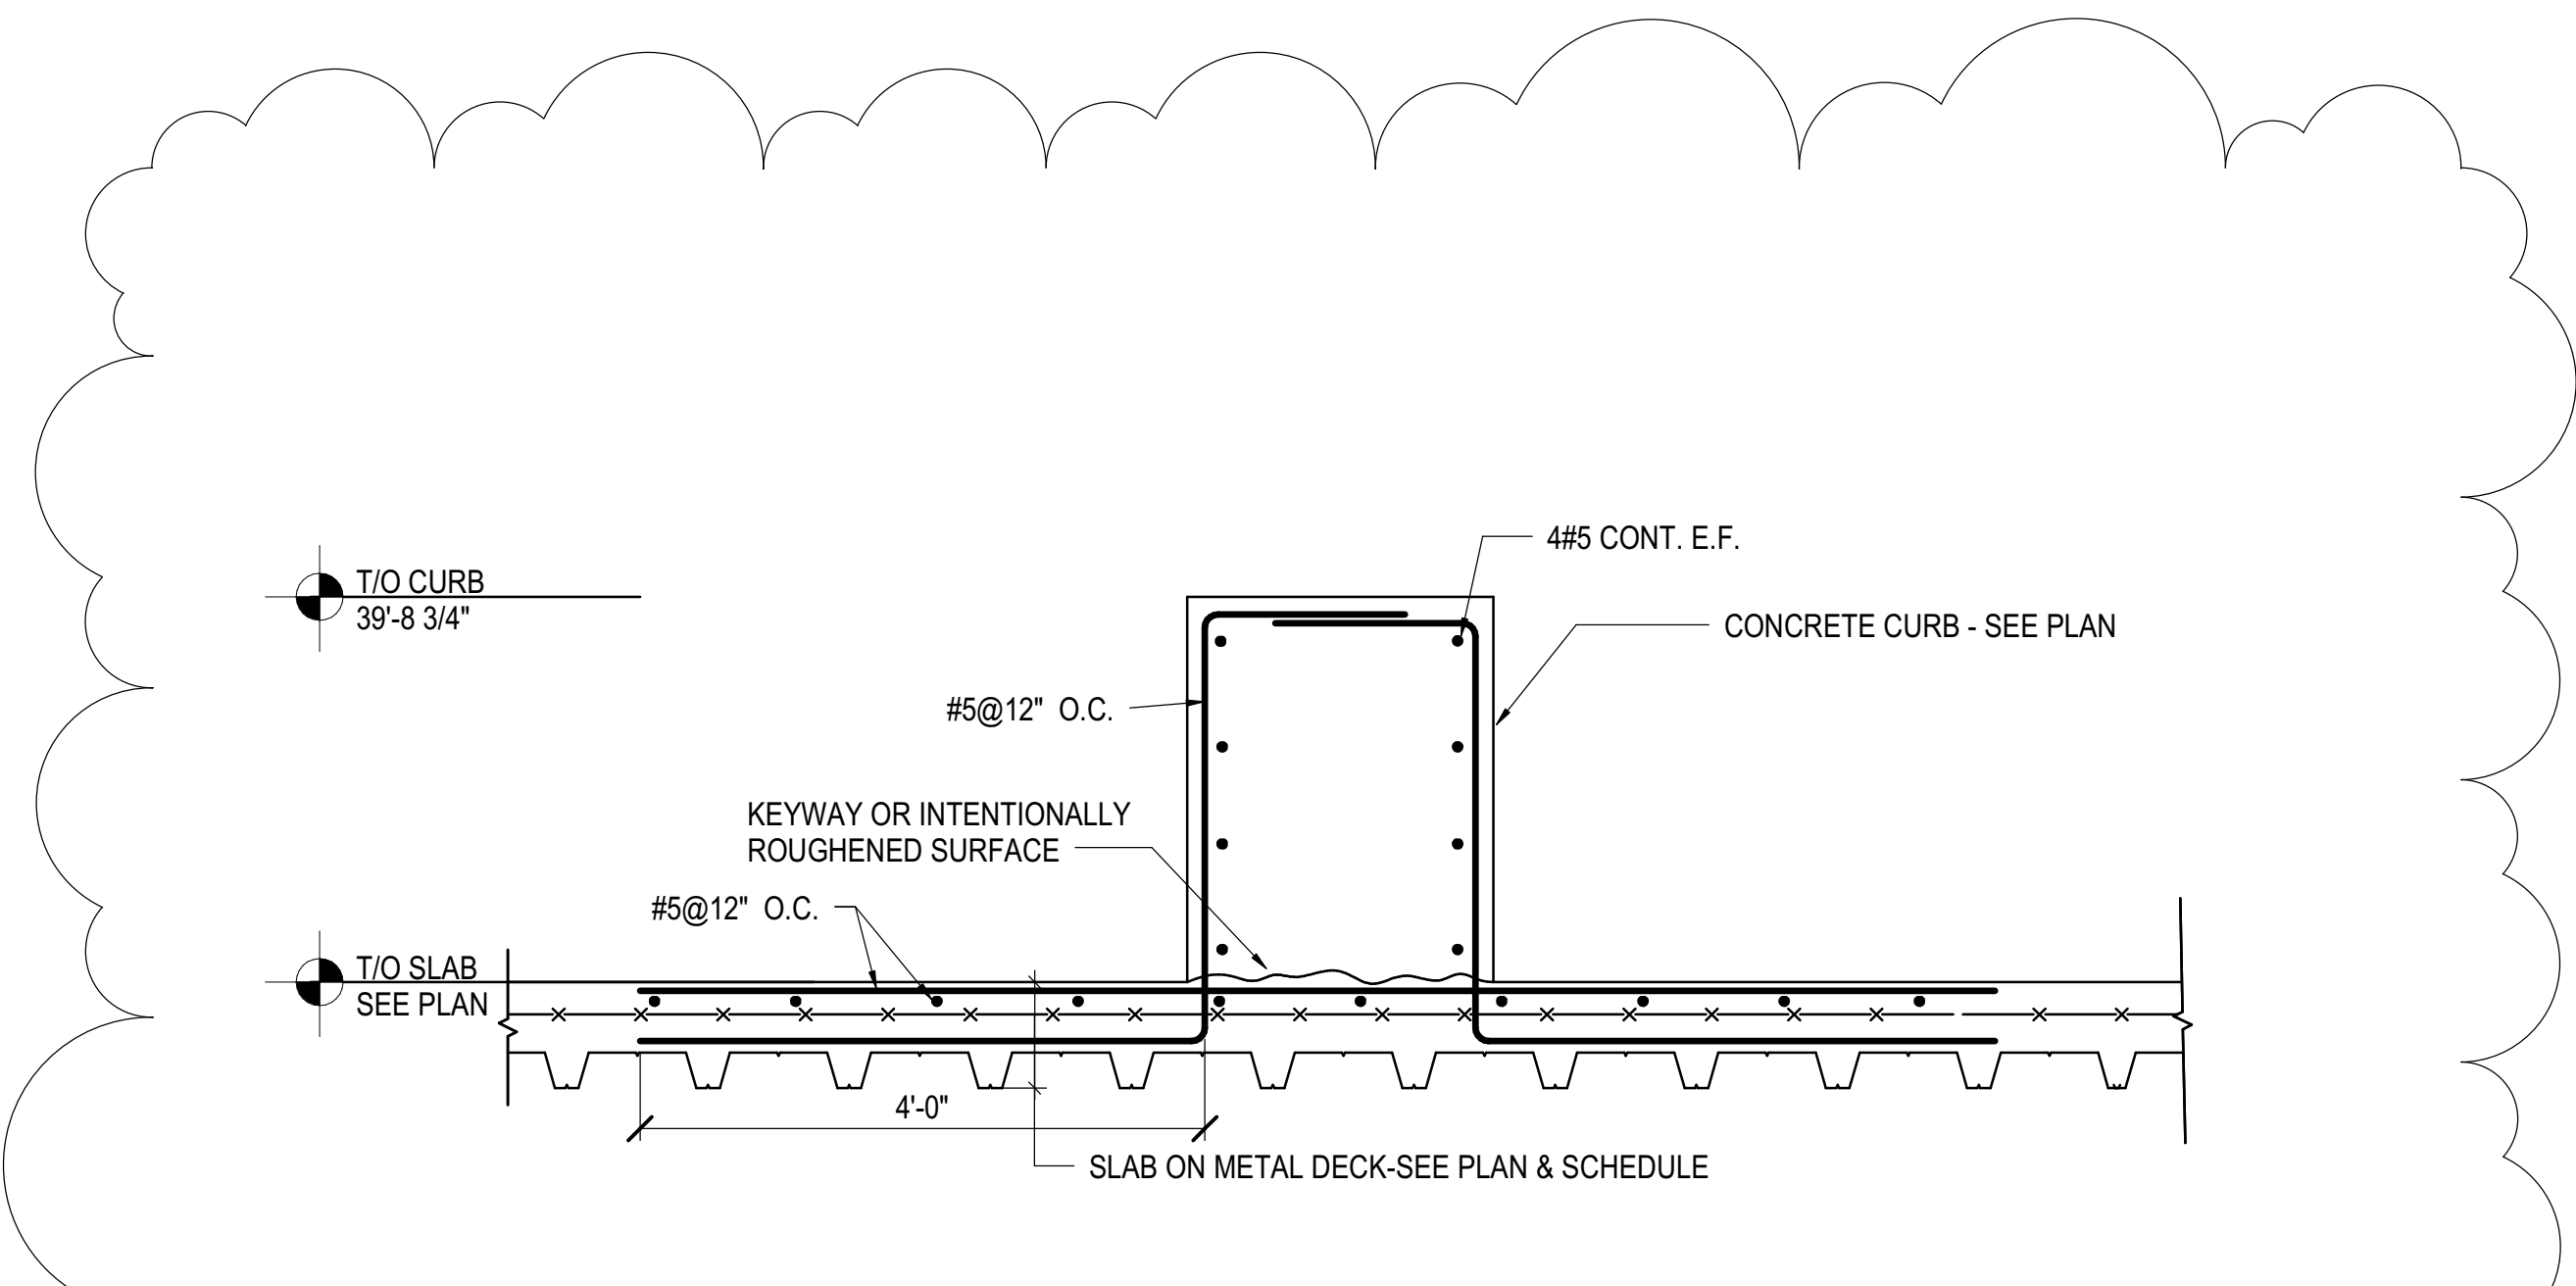 4#5 CONT. E.F.
T/O CURB
39'-8 3/4"
CONCRETE CURB - SEE PLAN
#5@12" O.C.
KEYWAY OR INTENTIONALLY
ROUGHENED SURFACE
#5@12" O.C.
T/O SLAB
SEE PLAN
4'-0"
SLAB ON METAL DECK-SEE PLAN & SCHEDULE